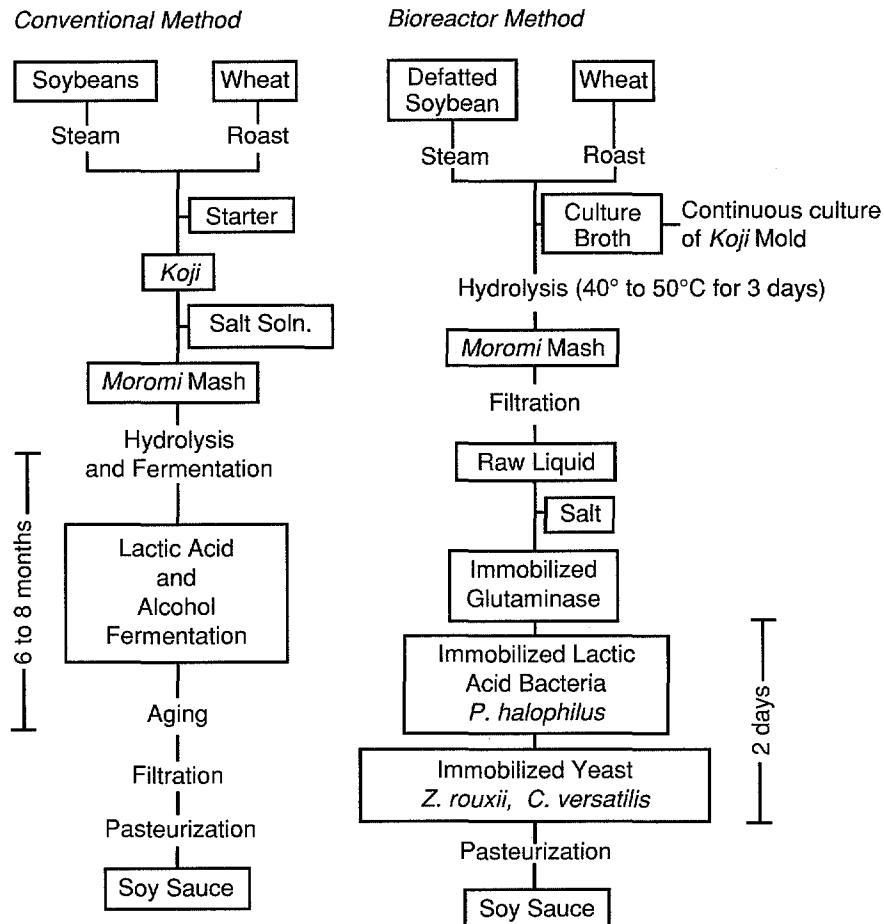 Conventional Method
Soybeans
Wheat
Steam
Roast
Starter
Koji
Salt Soln.
Moromi Mash
Hydrolysis
and Fermentation
6 to 8 months
Lactic Acid
and
Alcohol
Fermentation
Aging
Filtration
Pasteurization
Soy Sauce
Bioreactor Method
Defatted
Soybean
Wheat
Steam
Roast
Culture
Broth
Continuous culture
of Koji Mold
Hydrolysis (40° to 50°C for 3 days)
Moromi Mash
Filtration
Raw Liquid
Salt
Immobilized
Glutaminase
Immobilized Lactic
Acid Bacteria
P. halophilus
2 days
Immobilized Yeast
Z. rouxii, C. versatilis
Pasteurization
Soy Sauce